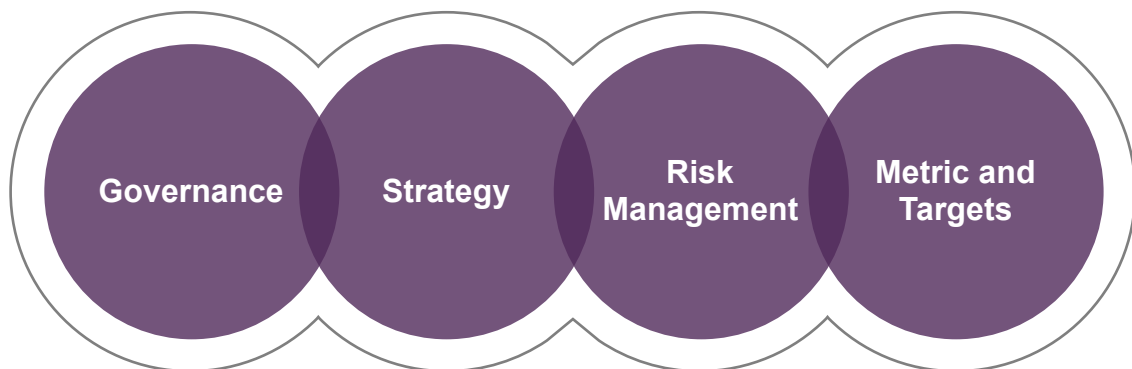 Governance
Strategy
Risk
Management
Metric and
Targets